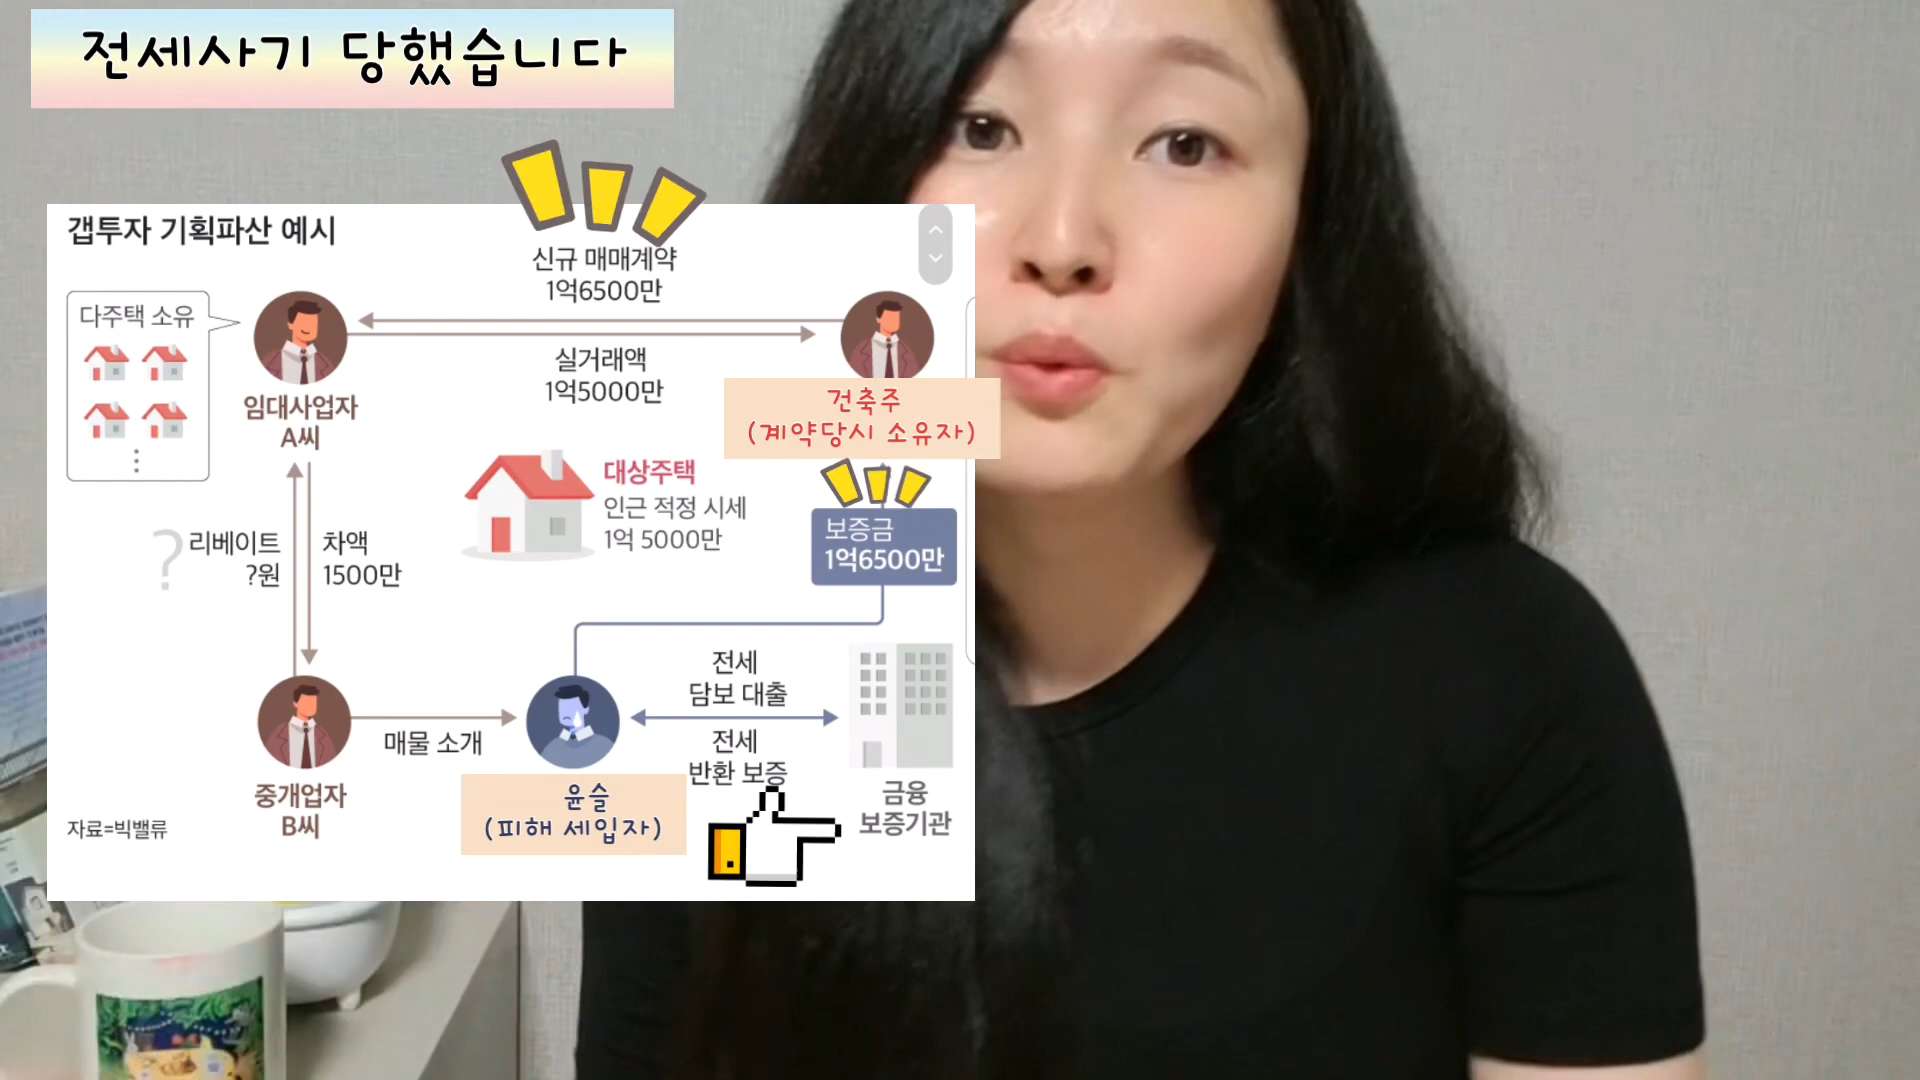 전세사기 당했습니다
갭투자 기획파산 예시
신규 매매계약
1억6500만
다주택 소유
실거래액
1억5000만
임대사업자
A씨
건축주
(계약당시 소유자)
대상주택
인근 적정 시세
1억 5000만
보증금
1억6500만
?
리베이트
?원
차액
1500만
전세
담보 대출
매물 소개
전세
반환 보증
중개업자
B씨
윤슬
(피해 세입자)
금융
보증기관
자료=빅밸류